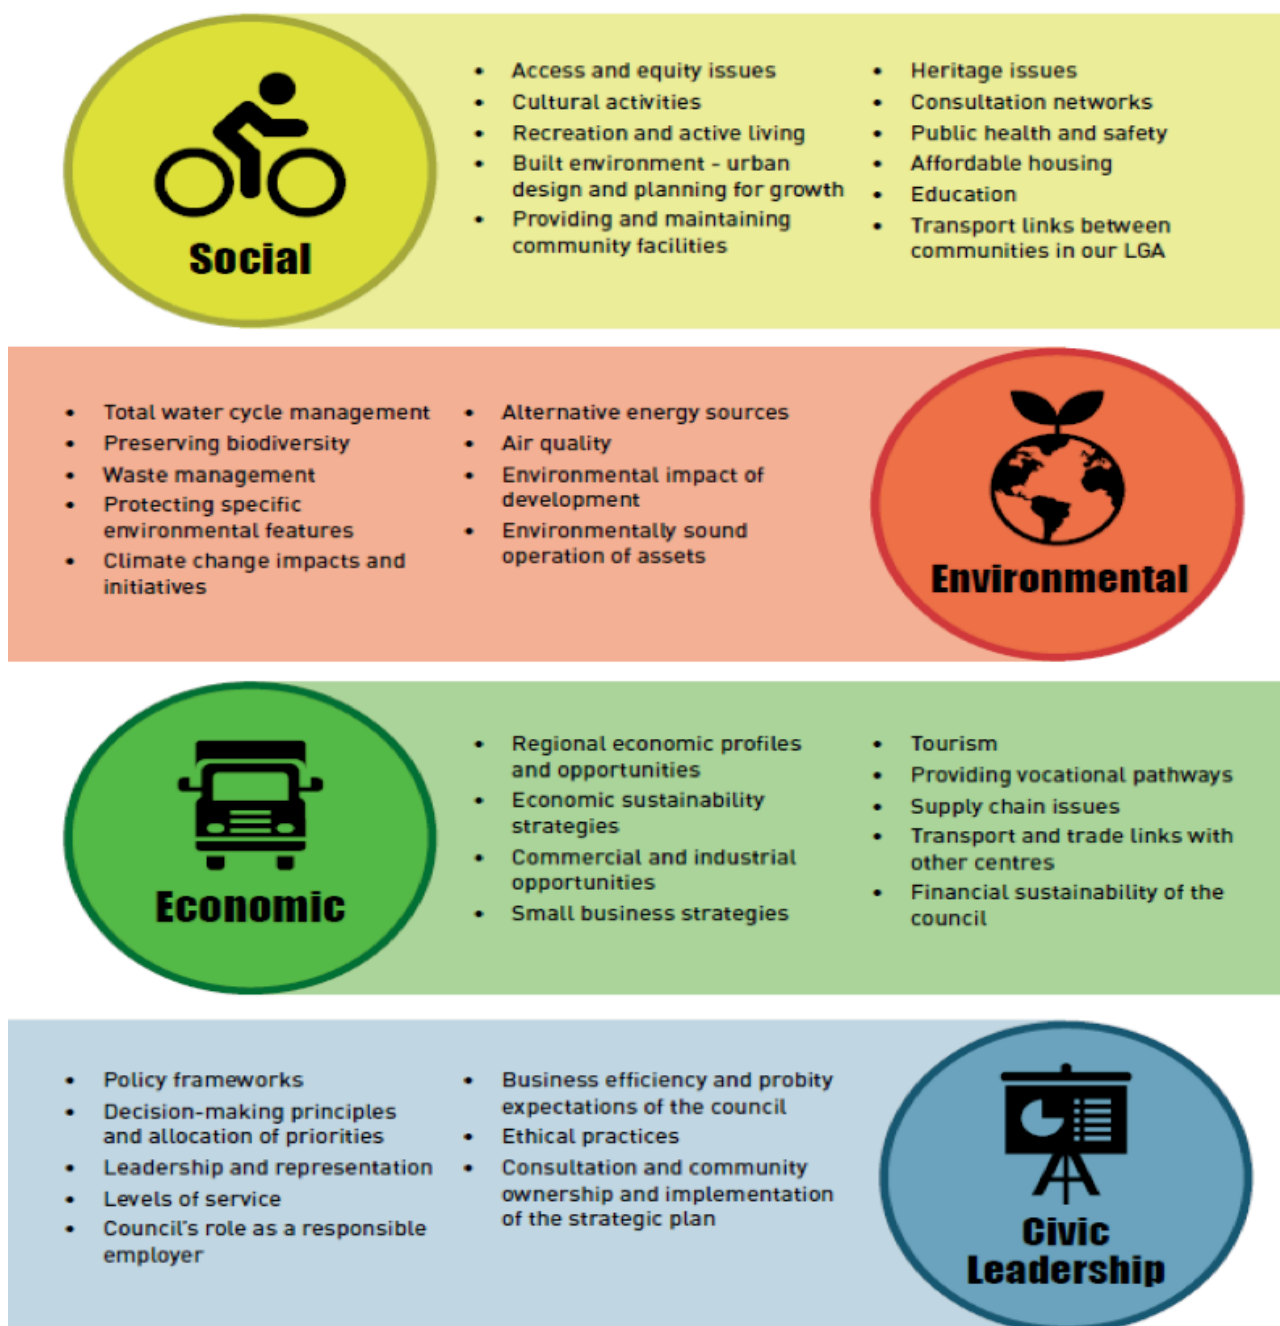 Social
• Access and equity issues
• Cultural activities
• Recreation and active living
• Built environment - urban
design and planning for growth
• Providing and maintaining
community facilities
• Heritage issues
• Consultation networks
• Public health and safety
• Affordable housing
• Education
• Transport links between
communities in our LGA
• Total water cycle management
• Preserving biodiversity
• Waste management
• Protecting specific
environmental features
• Climate change impacts and
initiatives
• Alternative energy sources
• Air quality
• Environmental impact of
development
• Environmentally sound
operation of assets
Environmental
Economic
• Regional economic profiles
and opportunities
• Economic sustainability
strategies
• Commercial and industrial
opportunities
• Small business strategies
• Tourism
• Providing vocational pathways
• Supply chain issues
• Transport and trade links with
other centres
• Financial sustainability of the
council
• Policy frameworks
• Decision-making principles
and allocation of priorities
• Leadership and representation
• Levels of service
• Council's role as a responsible
employer
• Business efficiency and probity
expectations of the council
• Ethical practices
• Consultation and community
ownership and implementation
of the strategic plan
Civic
Leadership